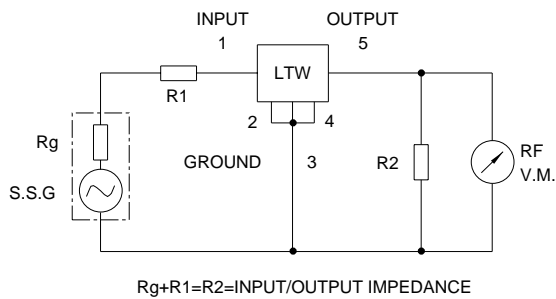 INPUT OUTPUT
1 5
LTW
R1
2 4
Rg
GROUND 3
R2
RF
V.M.
S.S.G
Rg+R1=R2=INPUT/OUTPUT IMPEDANCE